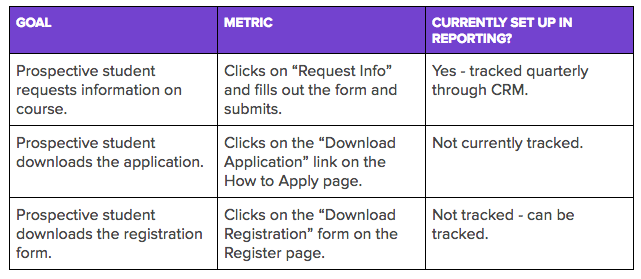 GOAL
METRIC
CURRENTLY SET UP IN
REPORTING?
Prospective student
requests information on
course.
Clicks on “Request Info”
and fills out the form and
submits.
Yes - tracked quarterly
through CRM.
Prospective student
downloads the application.
Clicks on the “Download
Application” link on the
How to Apply page.
Not currently tracked.
Prospective student
downloads the registration
form.
Clicks on the “Download
Registration” form on the
Register page.
Not tracked - can be
tracked.